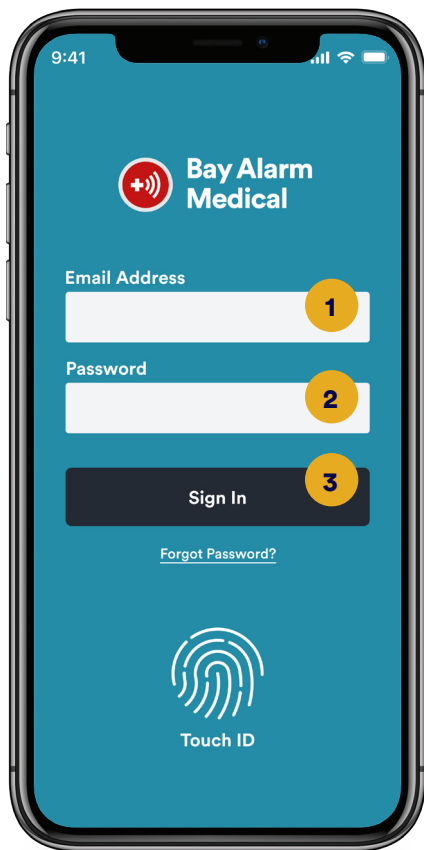 9:41
Bay Alarm
Medical
Email Address
1
Password
2
3
Sign In
Forgot Password?
Touch ID